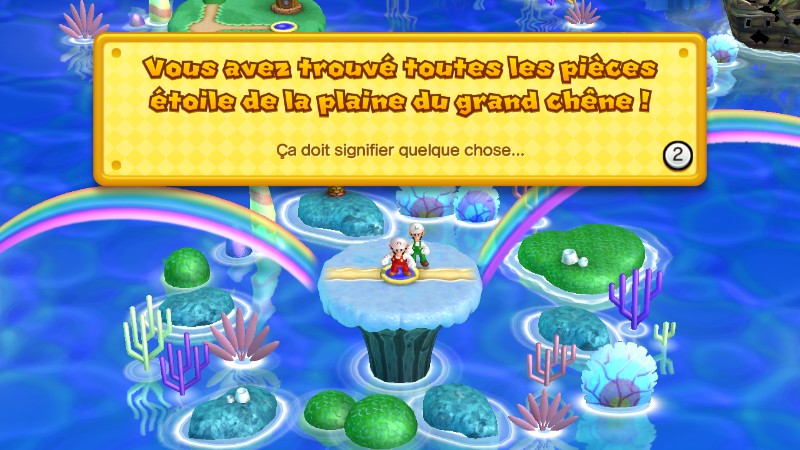 Vous avez trouvé toutes les pièces
étoile de la plaine du grand chêne !
Ça doit signifier quelque chose...
2